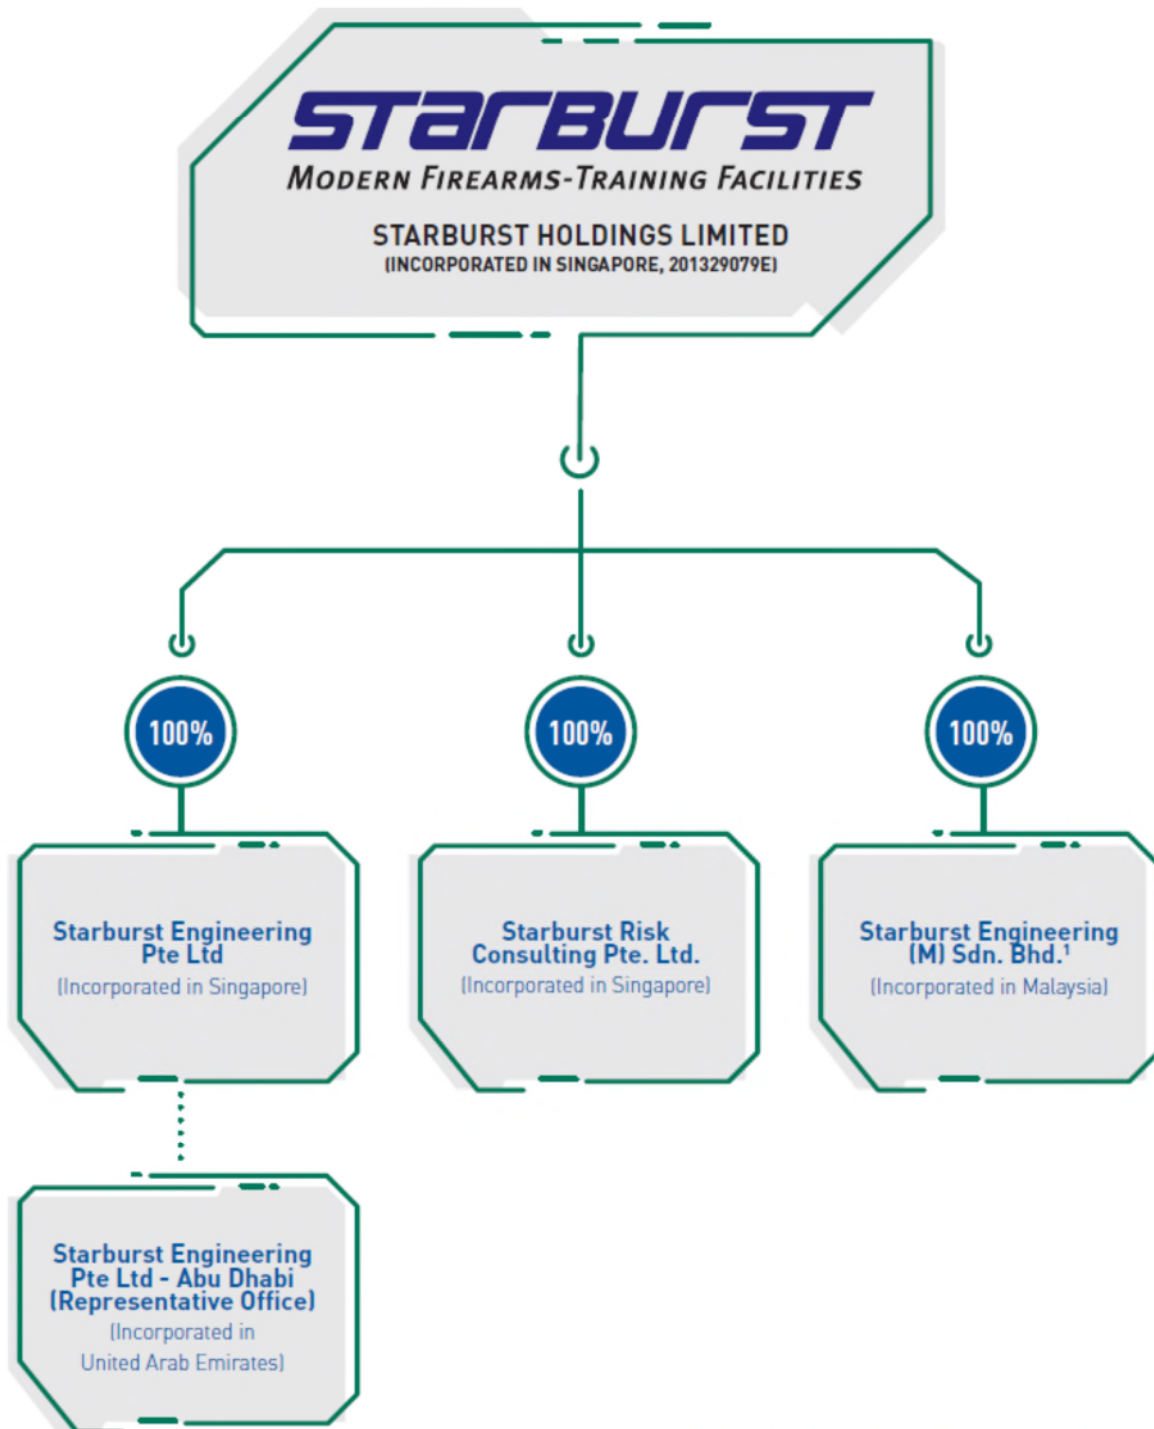 STARBURST
MODERN FIREARMS-TRAINING FACILITIES
STARBURST HOLDINGS LIMITED
(INCORPORATED IN SINGAPORE, 201329079E)
100%
100%
100%
Starburst Engineering
Pte Ltd
(Incorporated in Singapore)
Starburst Risk
Consulting Pte. Ltd.
(Incorporated in Singapore)
Starburst Engineering
(M) Sdn. Bhd.¹
(Incorporated in Malaysia)
Starburst Engineering
Pte Ltd - Abu Dhabi
(Representative Office)
(Incorporated in
United Arab Emirates)